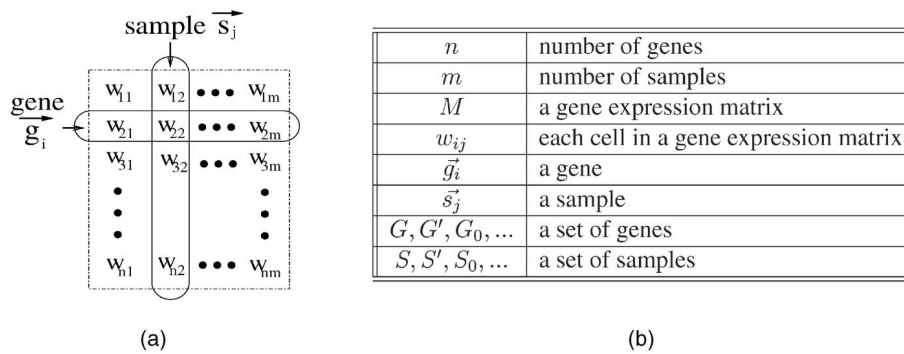 sample s⃗ⱼ
gene
g⃗ᵢ
w₁₁ w₁₂ ••• w₁ₘ
w₂₁ w₂₂ ••• w₂ₘ
w₃₁ w₃₂ ••• w₃ₘ
wₙ₁ wₙ₂ ••• wₙₘ
(a)
n number of genes
m number of samples
M a gene expression matrix
wᵢⱼ each cell in a gene expression matrix
g⃗ᵢ a gene
s⃗ⱼ a sample
G, G′, G₀, ... a set of genes
S, S′, S₀, ... a set of samples
(b)